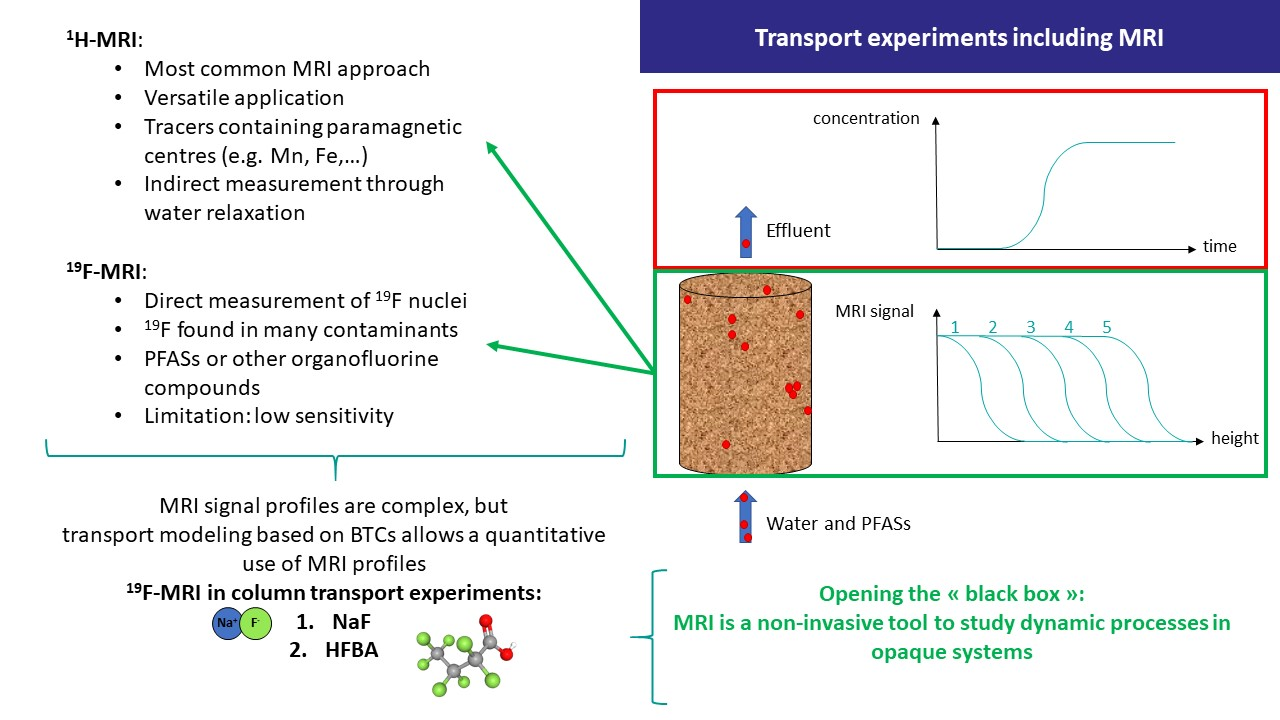 ¹H-MRI:
• Most common MRI approach
• Versatile application
• Tracers containing paramagnetic
centres (e.g. Mn, Fe,…)
• Indirect measurement through
water relaxation
¹⁹F-MRI:
• Direct measurement of ¹⁹F nuclei
• ¹⁹F found in many contaminants
• PFASs or other organofluorine
compounds
• Limitation: low sensitivity
MRI signal profiles are complex, but
transport modeling based on BTCs allows a quantitative
use of MRI profiles
¹⁹F-MRI in column transport experiments:
Na⁺ F⁻
1. NaF
2. HFBA
Transport experiments including MRI
concentration
time
Effluent
MRI signal
1 2 3 4 5
height
Water and PFASs
Opening the « black box »:
MRI is a non-invasive tool to study dynamic processes in
opaque systems